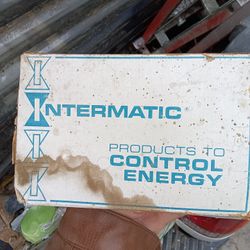 INTERMATIC
PRODUCTS TO
CONTROL
ENERGY